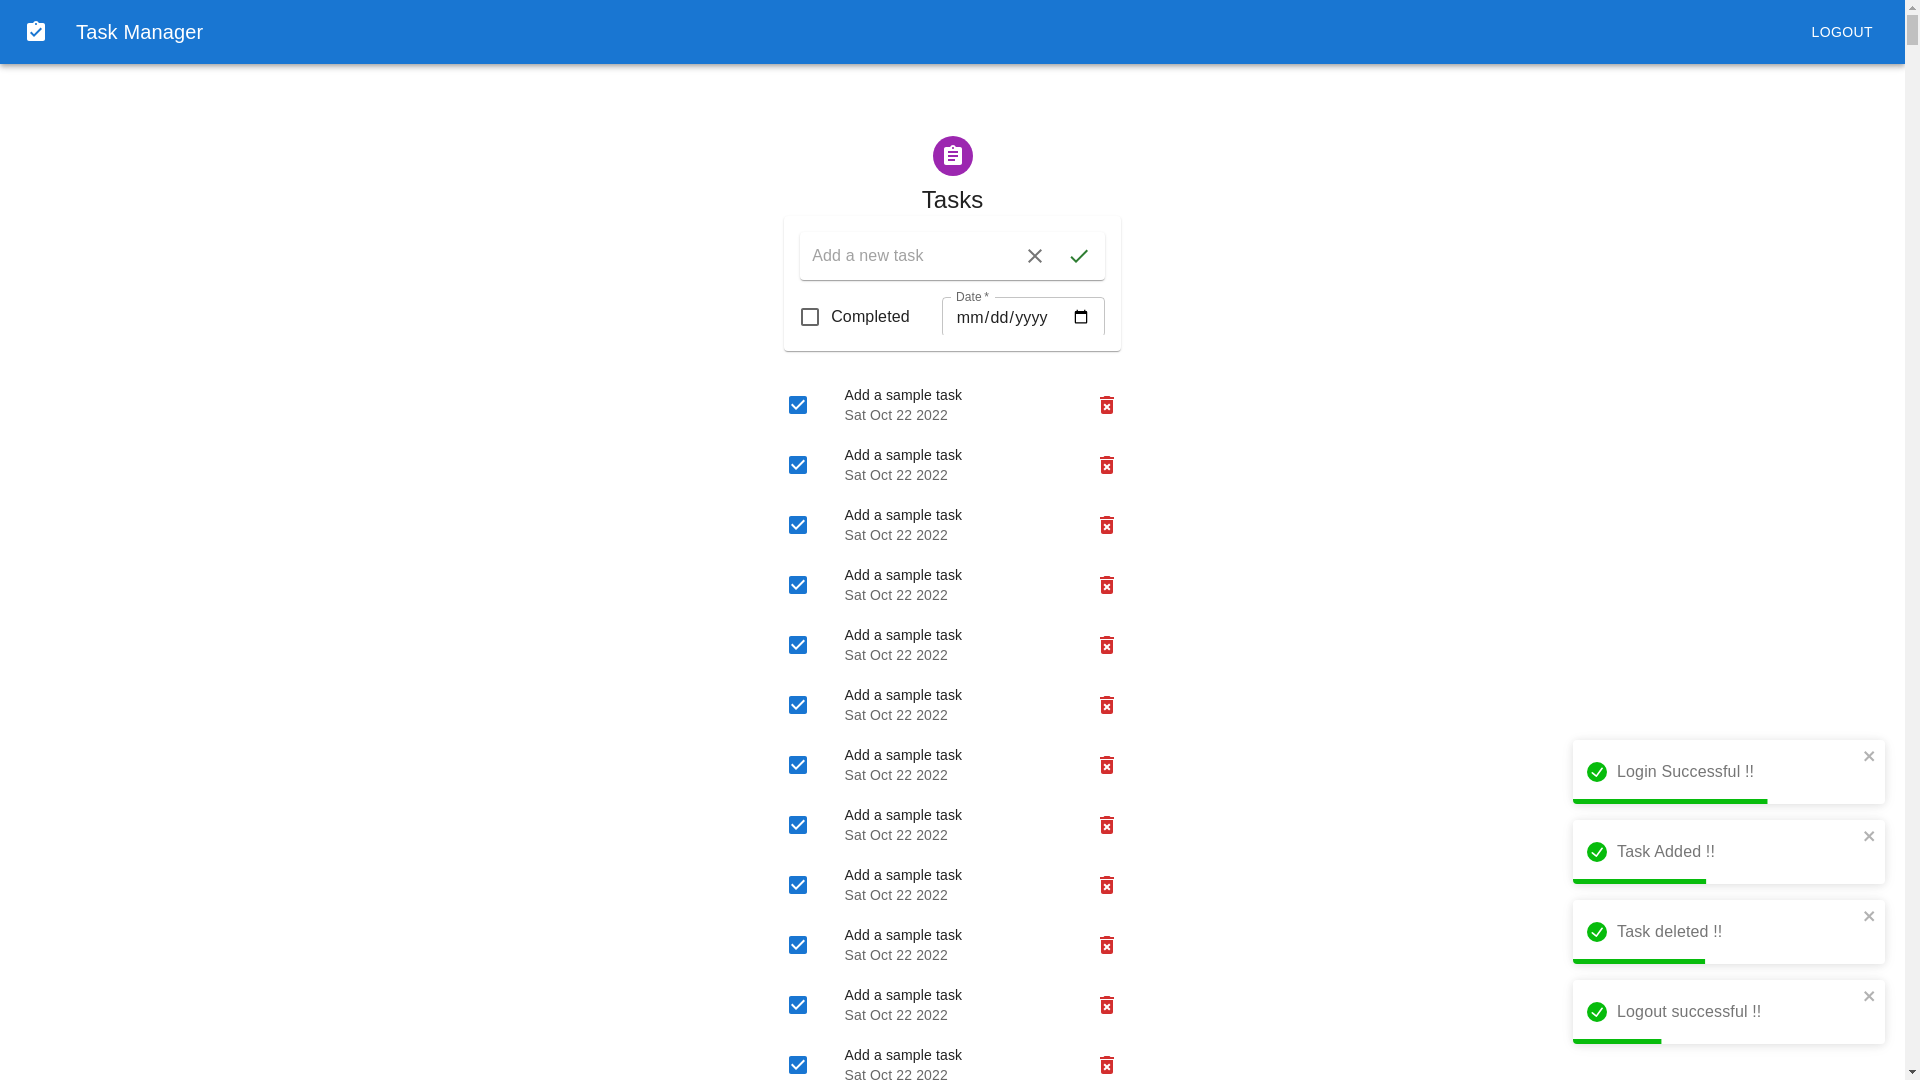 Task Manager
LOGOUT
Tasks
Add a new task
Completed
Date *
mm/dd/yyyy
Add a sample task
Sat Oct 22 2022
Add a sample task
Sat Oct 22 2022
Add a sample task
Sat Oct 22 2022
Add a sample task
Sat Oct 22 2022
Add a sample task
Sat Oct 22 2022
Add a sample task
Sat Oct 22 2022
Add a sample task
Sat Oct 22 2022
Add a sample task
Sat Oct 22 2022
Add a sample task
Sat Oct 22 2022
Add a sample task
Sat Oct 22 2022
Add a sample task
Sat Oct 22 2022
Add a sample task
Sat Oct 22 2022
Login Successful !!
Task Added !!
Task deleted !!
Logout successful !!